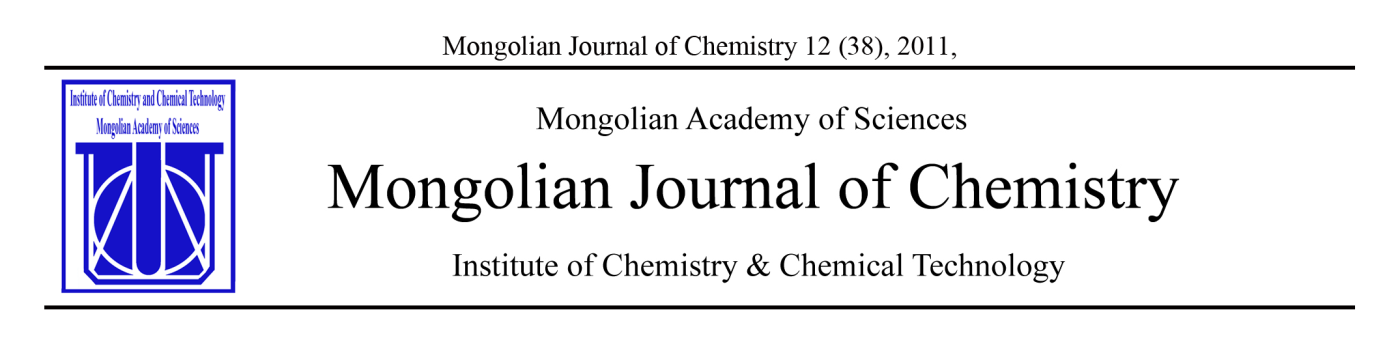 Mongolian Journal of Chemistry 12 (38), 2011,
Institute of Chemistry and Chemical Technology
Mongolian Academy of Sciences
Mongolian Academy of Sciences
Mongolian Journal of Chemistry
Institute of Chemistry & Chemical Technology